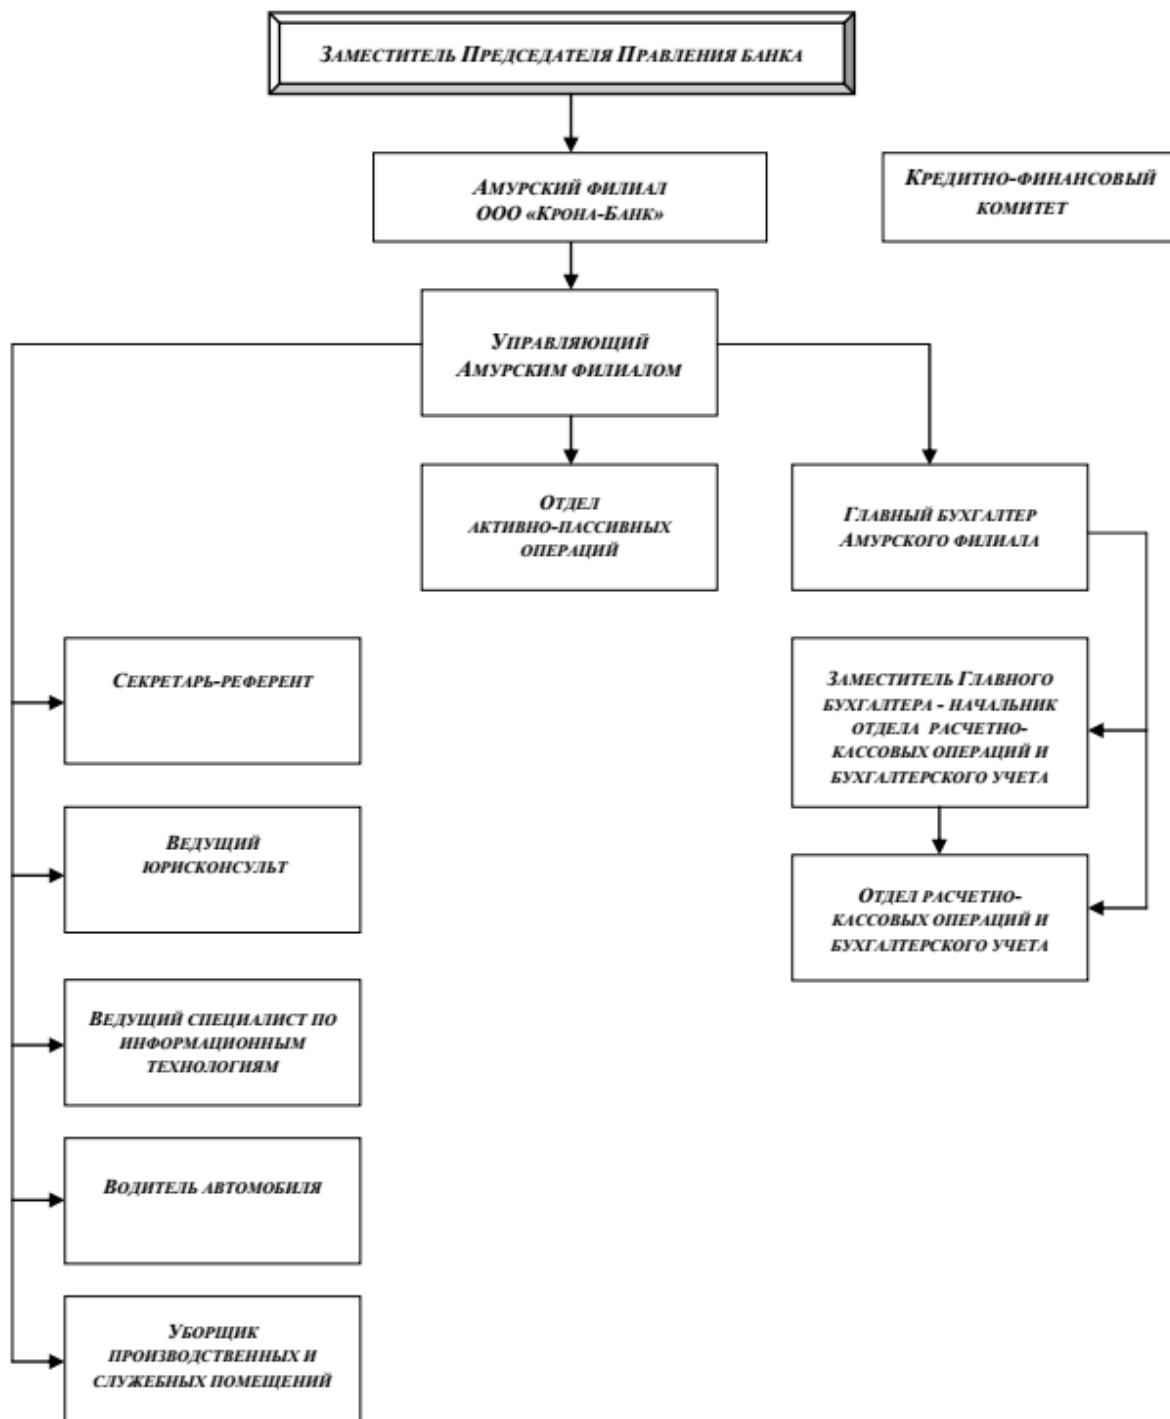 Заместитель Председателя Правления банка
Амурский филиал
ООО «Крона-Банк»
Кредитно-финансовый
комитет
Управляющий
Амурским филиалом
Отдел
активно-пассивных
операций
Главный бухгалтер
Амурского филиала
Секретарь-референт
Заместитель Главного
бухгалтера - начальник
отдела расчетно-
кассовых операций и
бухгалтерского учета
Ведущий
юрисконсульт
Отдел расчетно-
кассовых операций и
бухгалтерского учета
Ведущий специалист по
информационным
технологиям
Водитель автомобиля
Уборщик
производственных и
служебных помещений